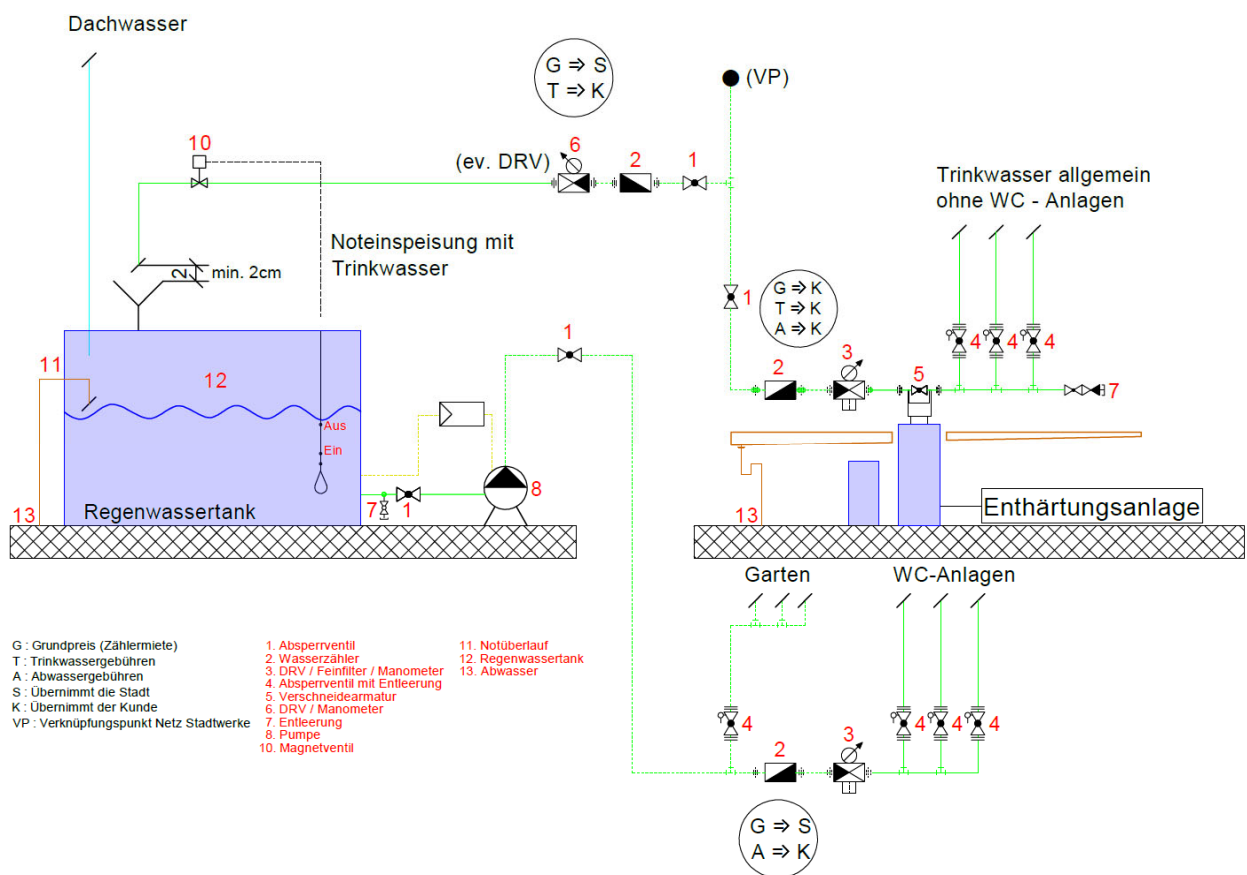 Dachwasser
G ⇒ S
T ⇒ K
(VP)
10
(ev. DRV)
6
2
1
Trinkwasser allgemein
ohne WC - Anlagen
Noteinspeisung mit
Trinkwasser
2
min. 2cm
1
G ⇒ K
T ⇒ K
A ⇒ K
4
4
4
1
11
12
2
3
5
7
Aus
Ein
7
1
8
13
Regenwassertank
13
Enthärtungsanlage
Garten
WC-Anlagen
G : Grundpreis (Zählermiete)
T : Trinkwassergebühren
A : Abwassergebühren
S : Übernimmt die Stadt
K : Übernimmt der Kunde
VP : Verknüpfungspunkt Netz Stadtwerke
1. Absperrventil
2. Wasserzähler
3. DRV / Feinfilter / Manometer
4. Absperrventil mit Entleerung
5. Verschneidearmatur
6. DRV / Manometer
7. Entleerung
8. Pumpe
10. Magnetventil
11. Notüberlauf
12. Regenwassertank
13. Abwasser
4
2
3
4
4
4
G ⇒ S
A ⇒ K